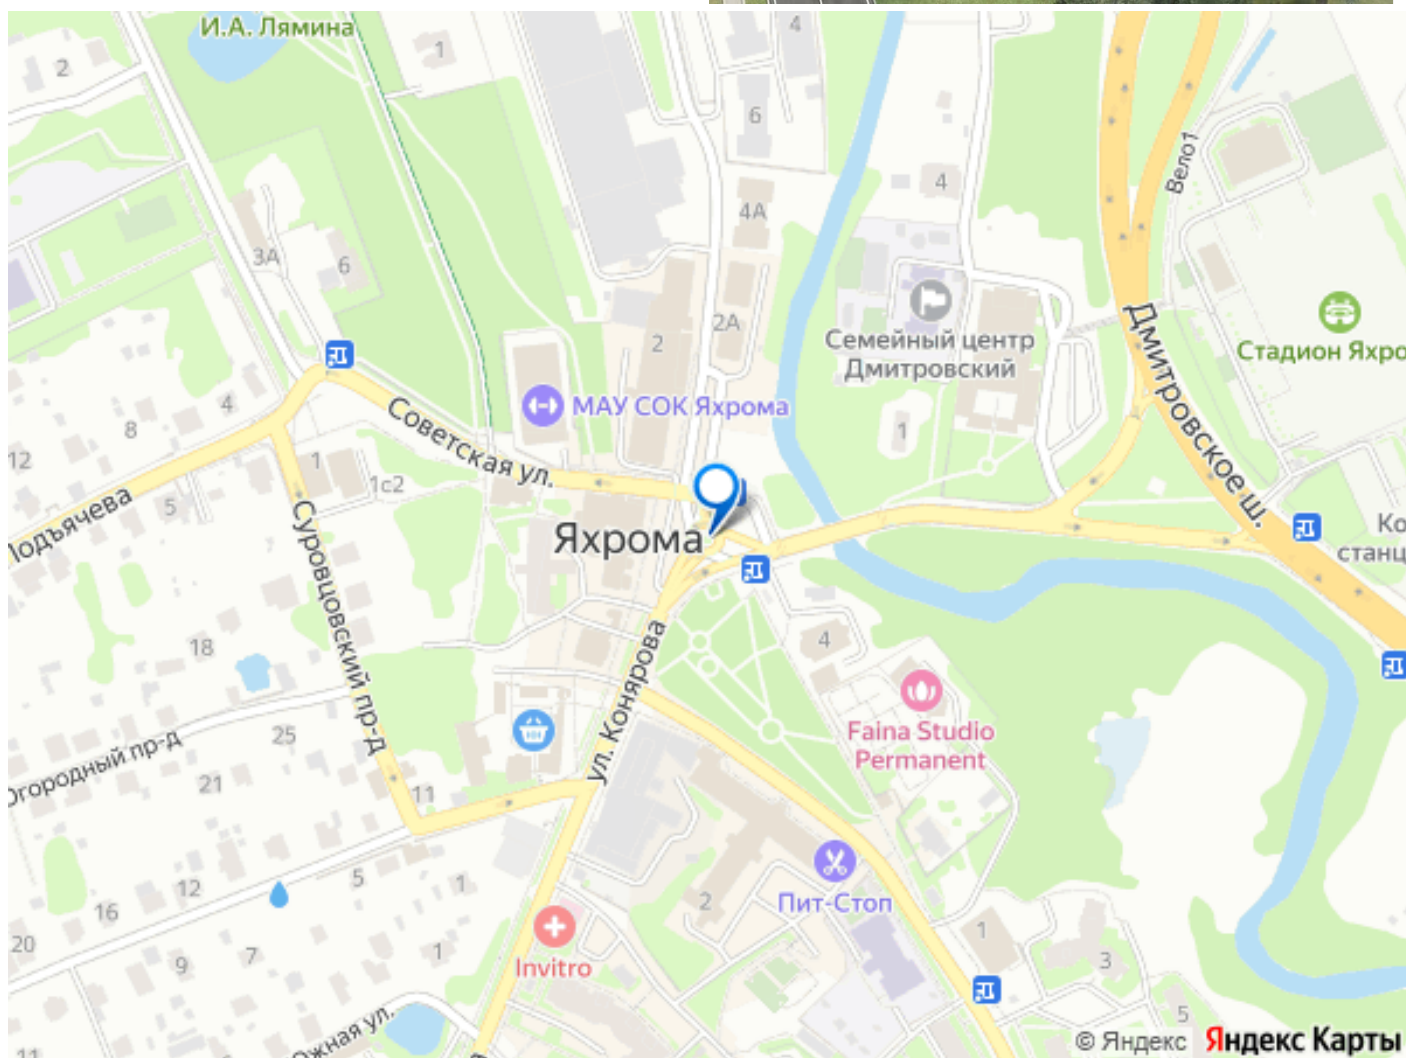 И.А. Лямина
1
4
2
6
Вело1
4
4А
3А
6
2А
2
Семейный центр
Дмитровский
Стадион Яхро
Дмитровское ш.
МАУ СОК Яхрома
4
8
1
Советская ул.
12
1
1с2
5
Подъячева
Яхрома
Ко
станц
Суровцовский пр-д
18
ул. Конярова
4
Faina Studio
Permanent
25
Огородный пр-д
21
11
12
5
1
16
Пит-Стоп
2
20
7
1
9
Invitro
1
3
5
Южная ул.
11
© Яндекс Яндекс Карты